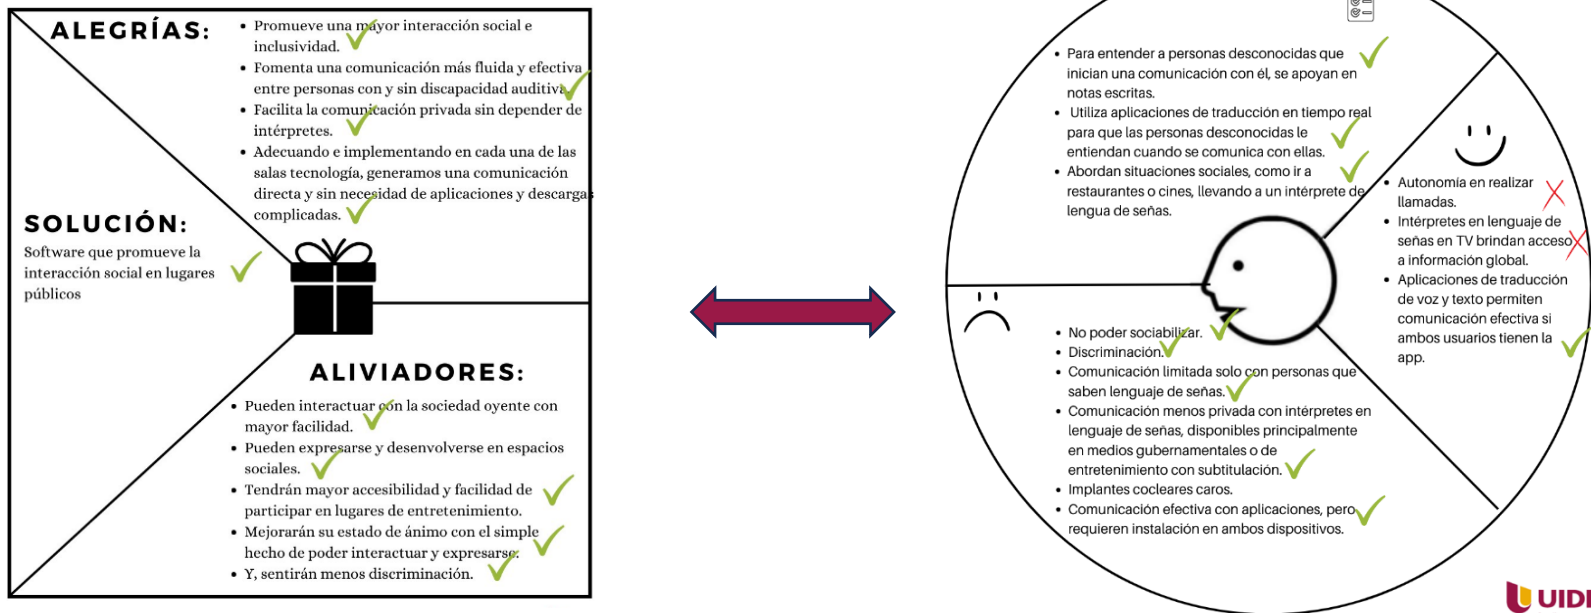 ALEGRÍAS:
• Promueve una mayor interacción social e
inclusividad.
• Fomenta una comunicación más fluida y efectiva
entre personas con y sin discapacidad auditiva.
• Facilita la comunicación privada sin depender de
intérpretes.
• Adecuando e implementando en cada una de las
salas tecnología, generamos una comunicación
directa y sin necesidad de aplicaciones y descargas
complicadas.
SOLUCIÓN:
Software que promueve la
interacción social en lugares
públicos
ALIVIADORES:
• Pueden interactuar con la sociedad oyente con
mayor facilidad.
• Pueden expresarse y desenvolverse en espacios
sociales.
• Tendrán mayor accesibilidad y facilidad de
participar en lugares de entretenimiento.
• Mejorarán su estado de ánimo con el simple
hecho de poder interactuar y expresarse.
• Y, sentirán menos discriminación.
• Para entender a personas desconocidas que
inician una comunicación con él, se apoyan en
notas escritas.
• Utiliza aplicaciones de traducción en tiempo real
para que las personas desconocidas le
entiendan cuando se comunica con ellas.
• Abordan situaciones sociales, como ir a
restaurantes o cines, llevando a un intérprete de
lengua de señas.
• Autonomía en realizar
llamadas.
• Intérpretes en lenguaje de
señas en TV brindan acceso
a información global.
• Aplicaciones de traducción
de voz y texto permiten
comunicación efectiva si
ambos usuarios tienen la
app.
• No poder sociabilizar.
• Discriminación.
• Comunicación limitada solo con personas que
saben lenguaje de señas.
• Comunicación menos privada con intérpretes en
lenguaje de señas, disponibles principalmente
en medios gubernamentales o de
entretenimiento con subtitulación.
• Implantes cocleares caros.
• Comunicación efectiva con aplicaciones, pero
requieren instalación en ambos dispositivos.
UIDI